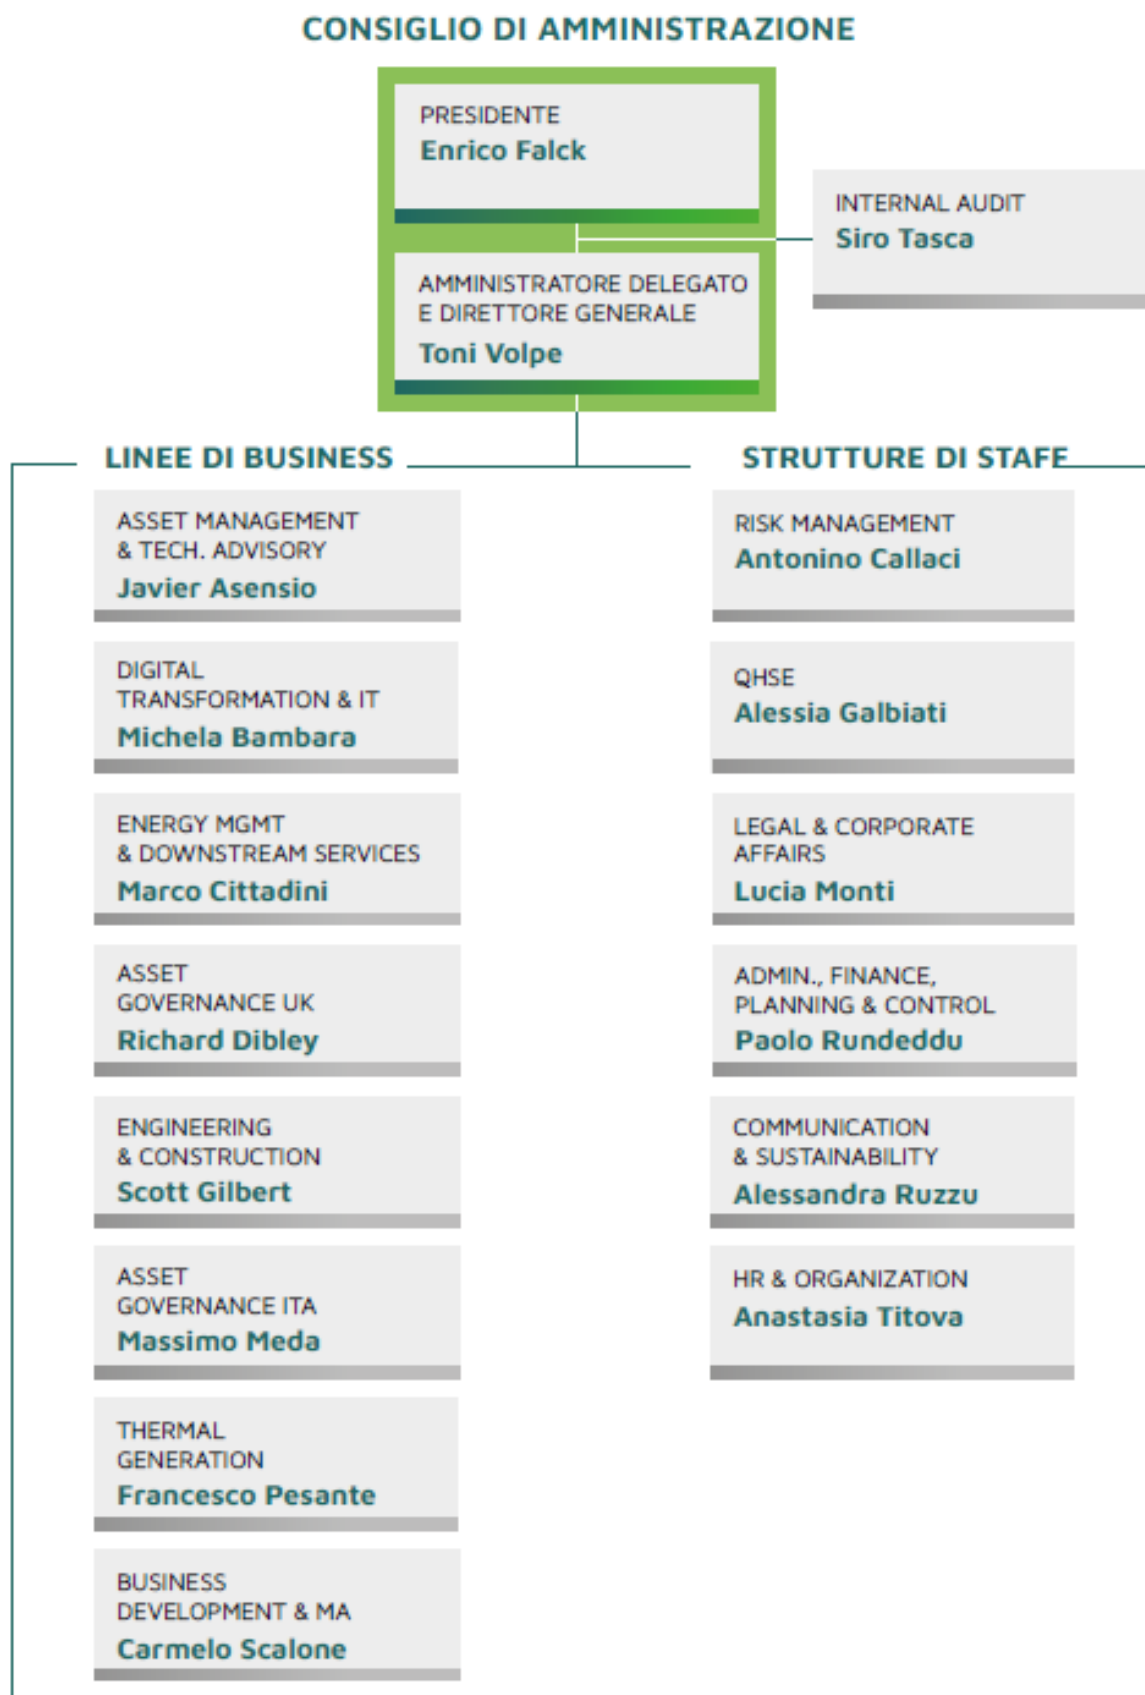 CONSIGLIO DI AMMINISTRAZIONE
PRESIDENTE
Enrico Falck
INTERNAL AUDIT
Siro Tasca
AMMINISTRATORE DELEGATO
E DIRETTORE GENERALE
Toni Volpe
LINEE DI BUSINESS
ASSET MANAGEMENT
& TECH. ADVISORY
Javier Asensio
DIGITAL
TRANSFORMATION & IT
Michela Bambara
ENERGY MGMT
& DOWNSTREAM SERVICES
Marco Cittadini
ASSET
GOVERNANCE UK
Richard Dibley
ENGINEERING
& CONSTRUCTION
Scott Gilbert
ASSET
GOVERNANCE ITA
Massimo Meda
THERMAL
GENERATION
Francesco Pesante
BUSINESS
DEVELOPMENT & MA
Carmelo Scalone
STRUTTURE DI STAFF
RISK MANAGEMENT
Antonino Callaci
QHSE
Alessia Galbiati
LEGAL & CORPORATE
AFFAIRS
Lucia Monti
ADMIN., FINANCE,
PLANNING & CONTROL
Paolo Rundeddu
COMMUNICATION
& SUSTAINABILITY
Alessandra Ruzzu
HR & ORGANIZATION
Anastasia Titova